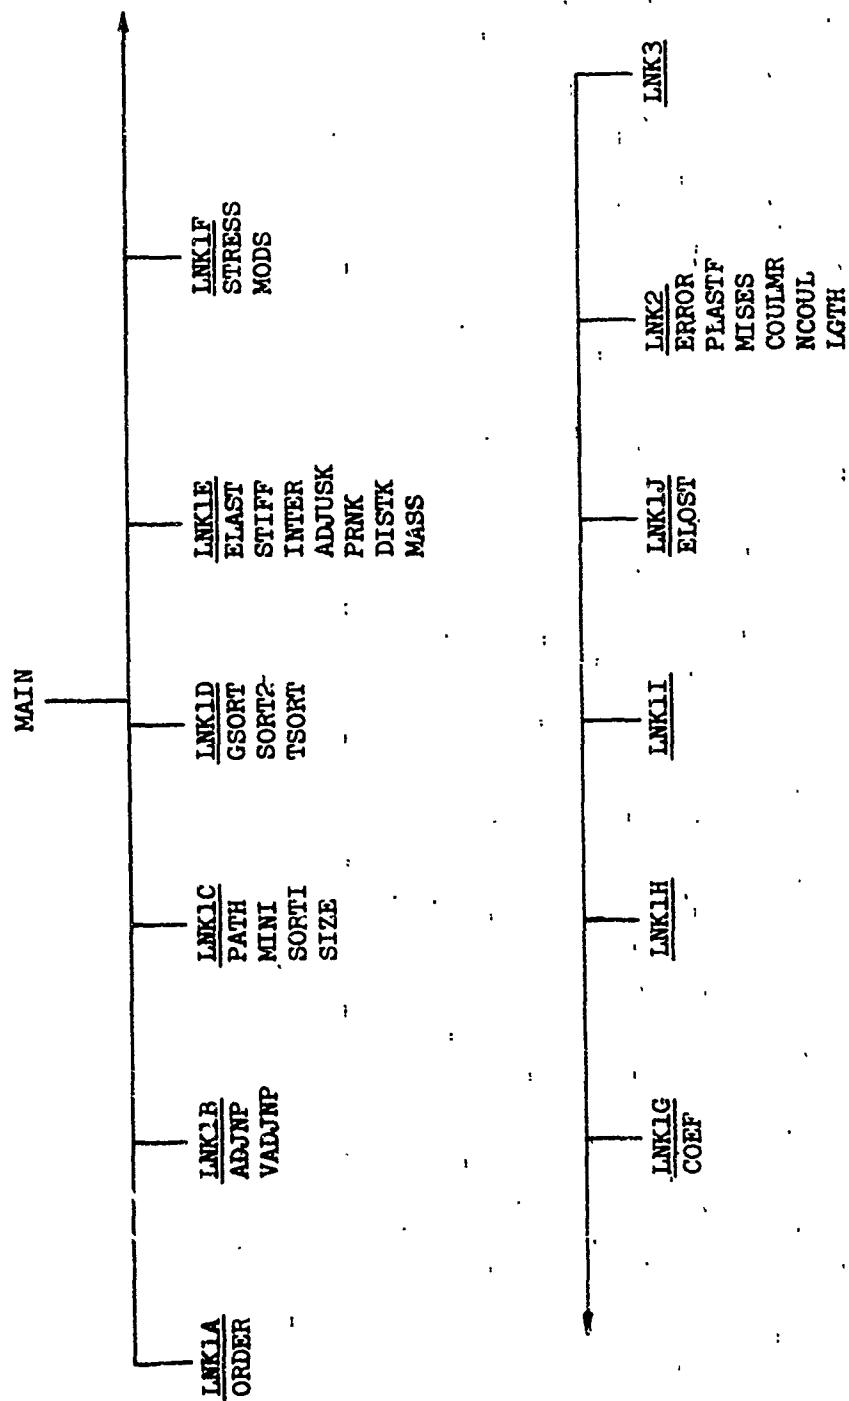 MAIN
LNK1A
ORDER
LNK1B
ADJNP
VADJNP
LNK1C
PATH
MINI
SORT1
SIZE
LNK1D
GSORT
SORT2
TSORT
LNK1E
ELAST
STIFF
INTER
ADJUSK
PRNK
DISTK
MASS
LNK1F
STRESS
MODS
LNK1G
COEF
LNK1H
LNK1I
LNK1J
ELOST
LNK2
ERROR
PLASTF
MISES
COULMR
NCOUL
LGTH
LNK3